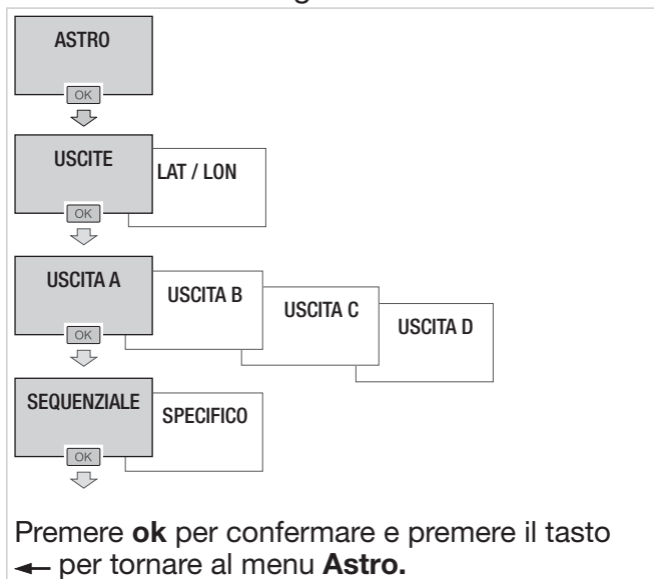 ASTRO
OK
USCITE
LAT / LON
OK
USCITA A
USCITA B
USCITA C
USCITA D
OK
SEQUENZIALE
SPECIFICO
OK
Premere ok per confermare e premere il tasto
← per tornare al menu Astro.